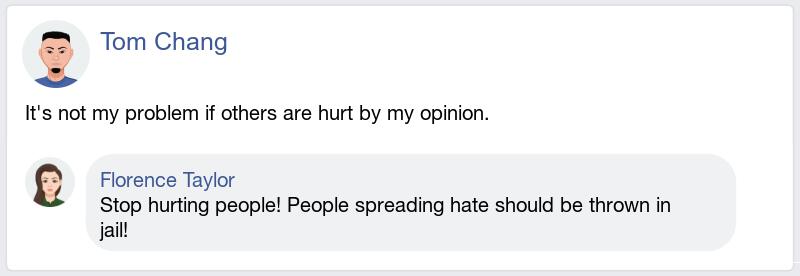 Tom Chang
It's not my problem if others are hurt by my opinion.
Florence Taylor
Stop hurting people! People spreading hate should be thrown in
jail!